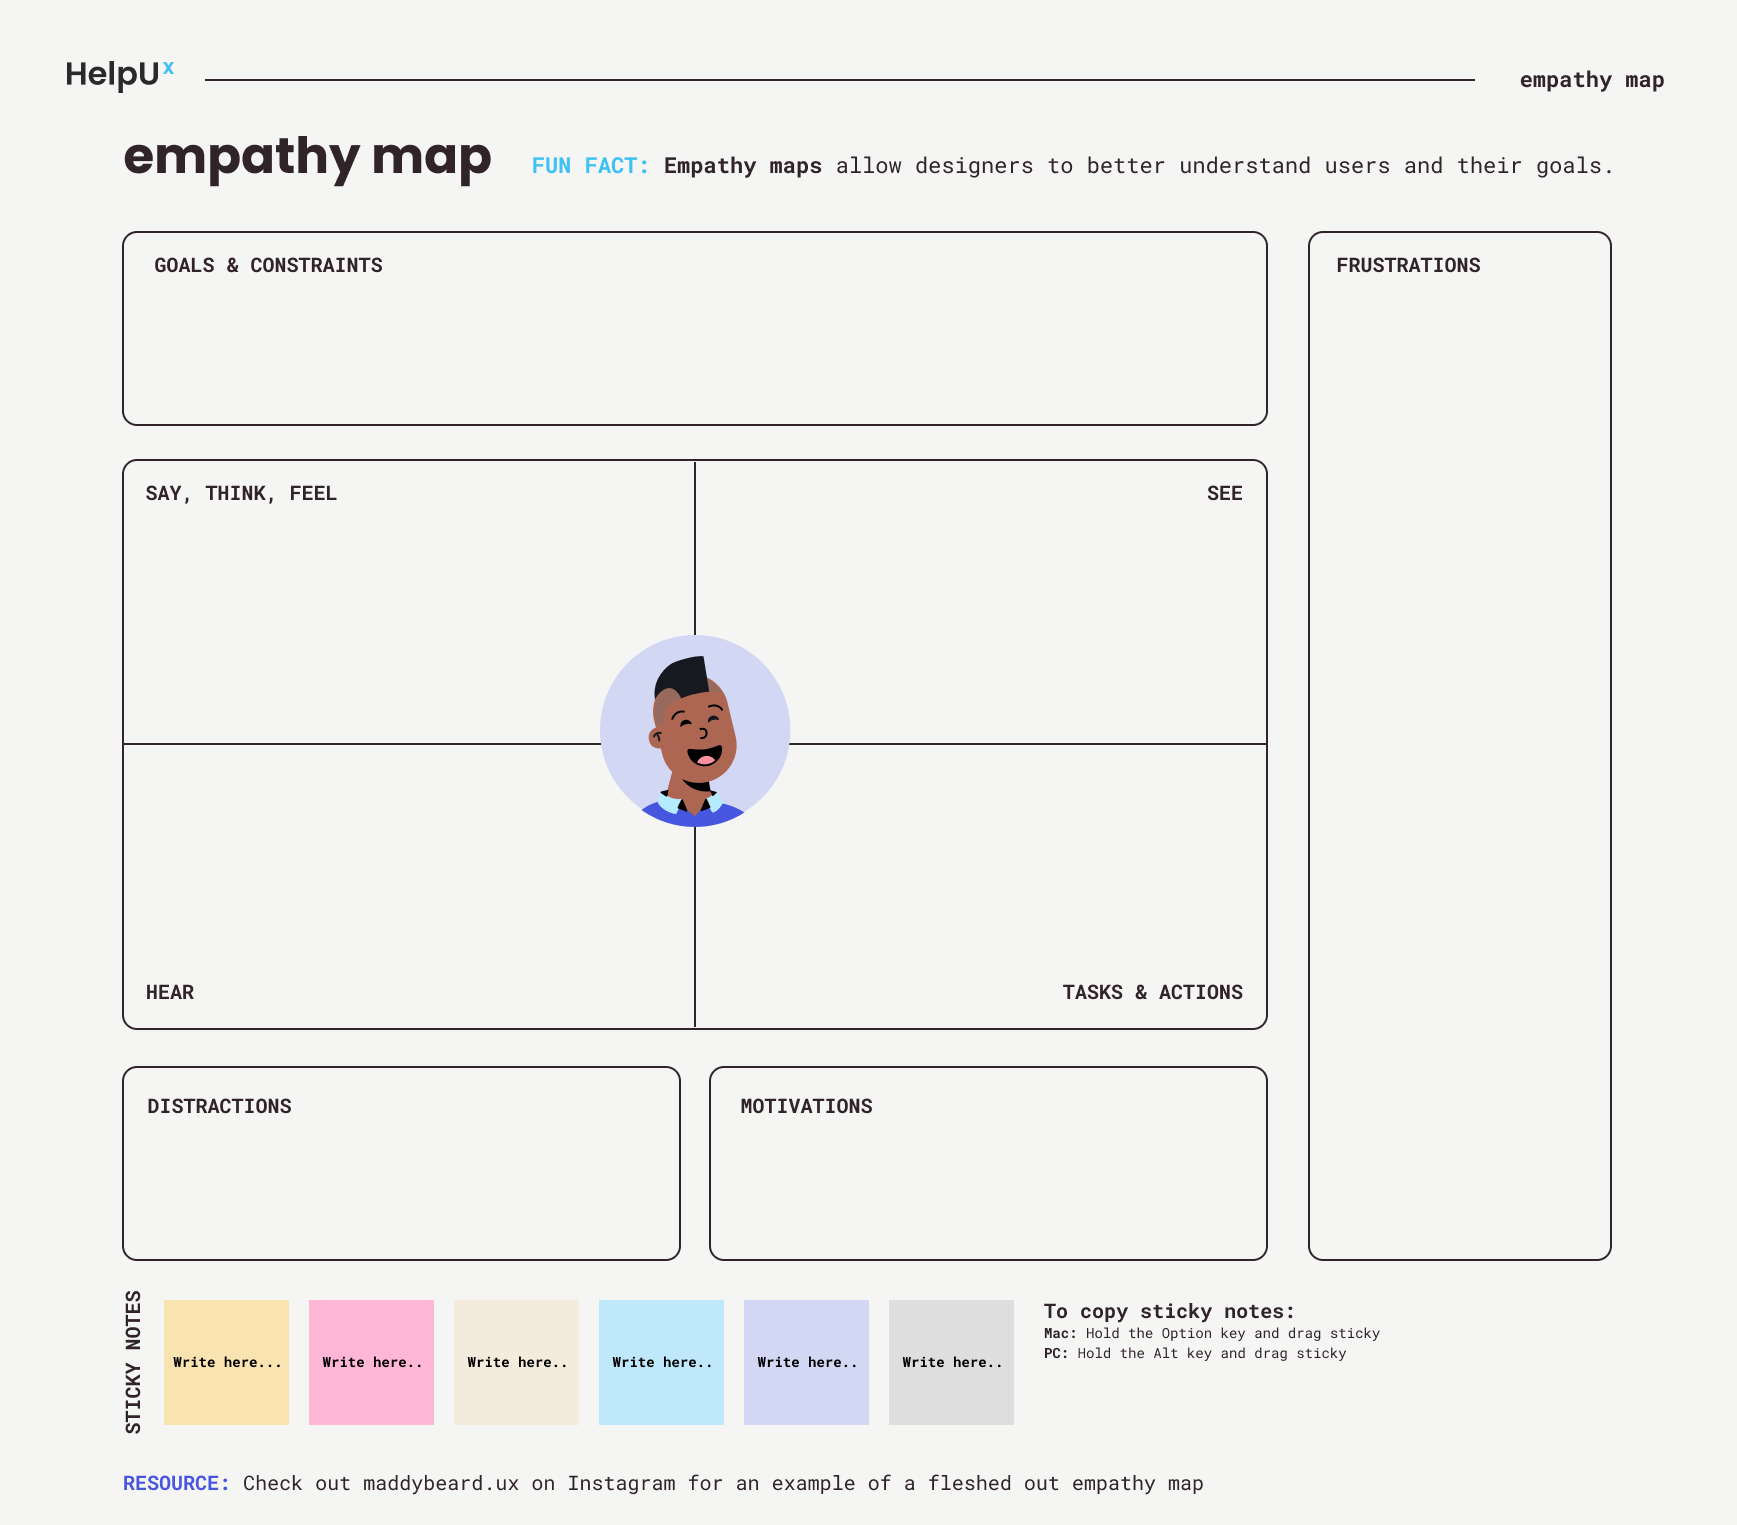 HelpUx
empathy map
empathy map
FUN FACT: Empathy maps allow designers to better understand users and their goals.
GOALS & CONSTRAINTS
FRUSTRATIONS
SAY, THINK, FEEL
SEE
HEAR
TASKS & ACTIONS
DISTRACTIONS
MOTIVATIONS
STICKY NOTES
Write here...
Write here..
Write here..
Write here..
Write here..
Write here..
To copy sticky notes:
Mac: Hold the Option key and drag sticky
PC: Hold the Alt key and drag sticky
RESOURCE: Check out maddybeard.ux on Instagram for an example of a fleshed out empathy map